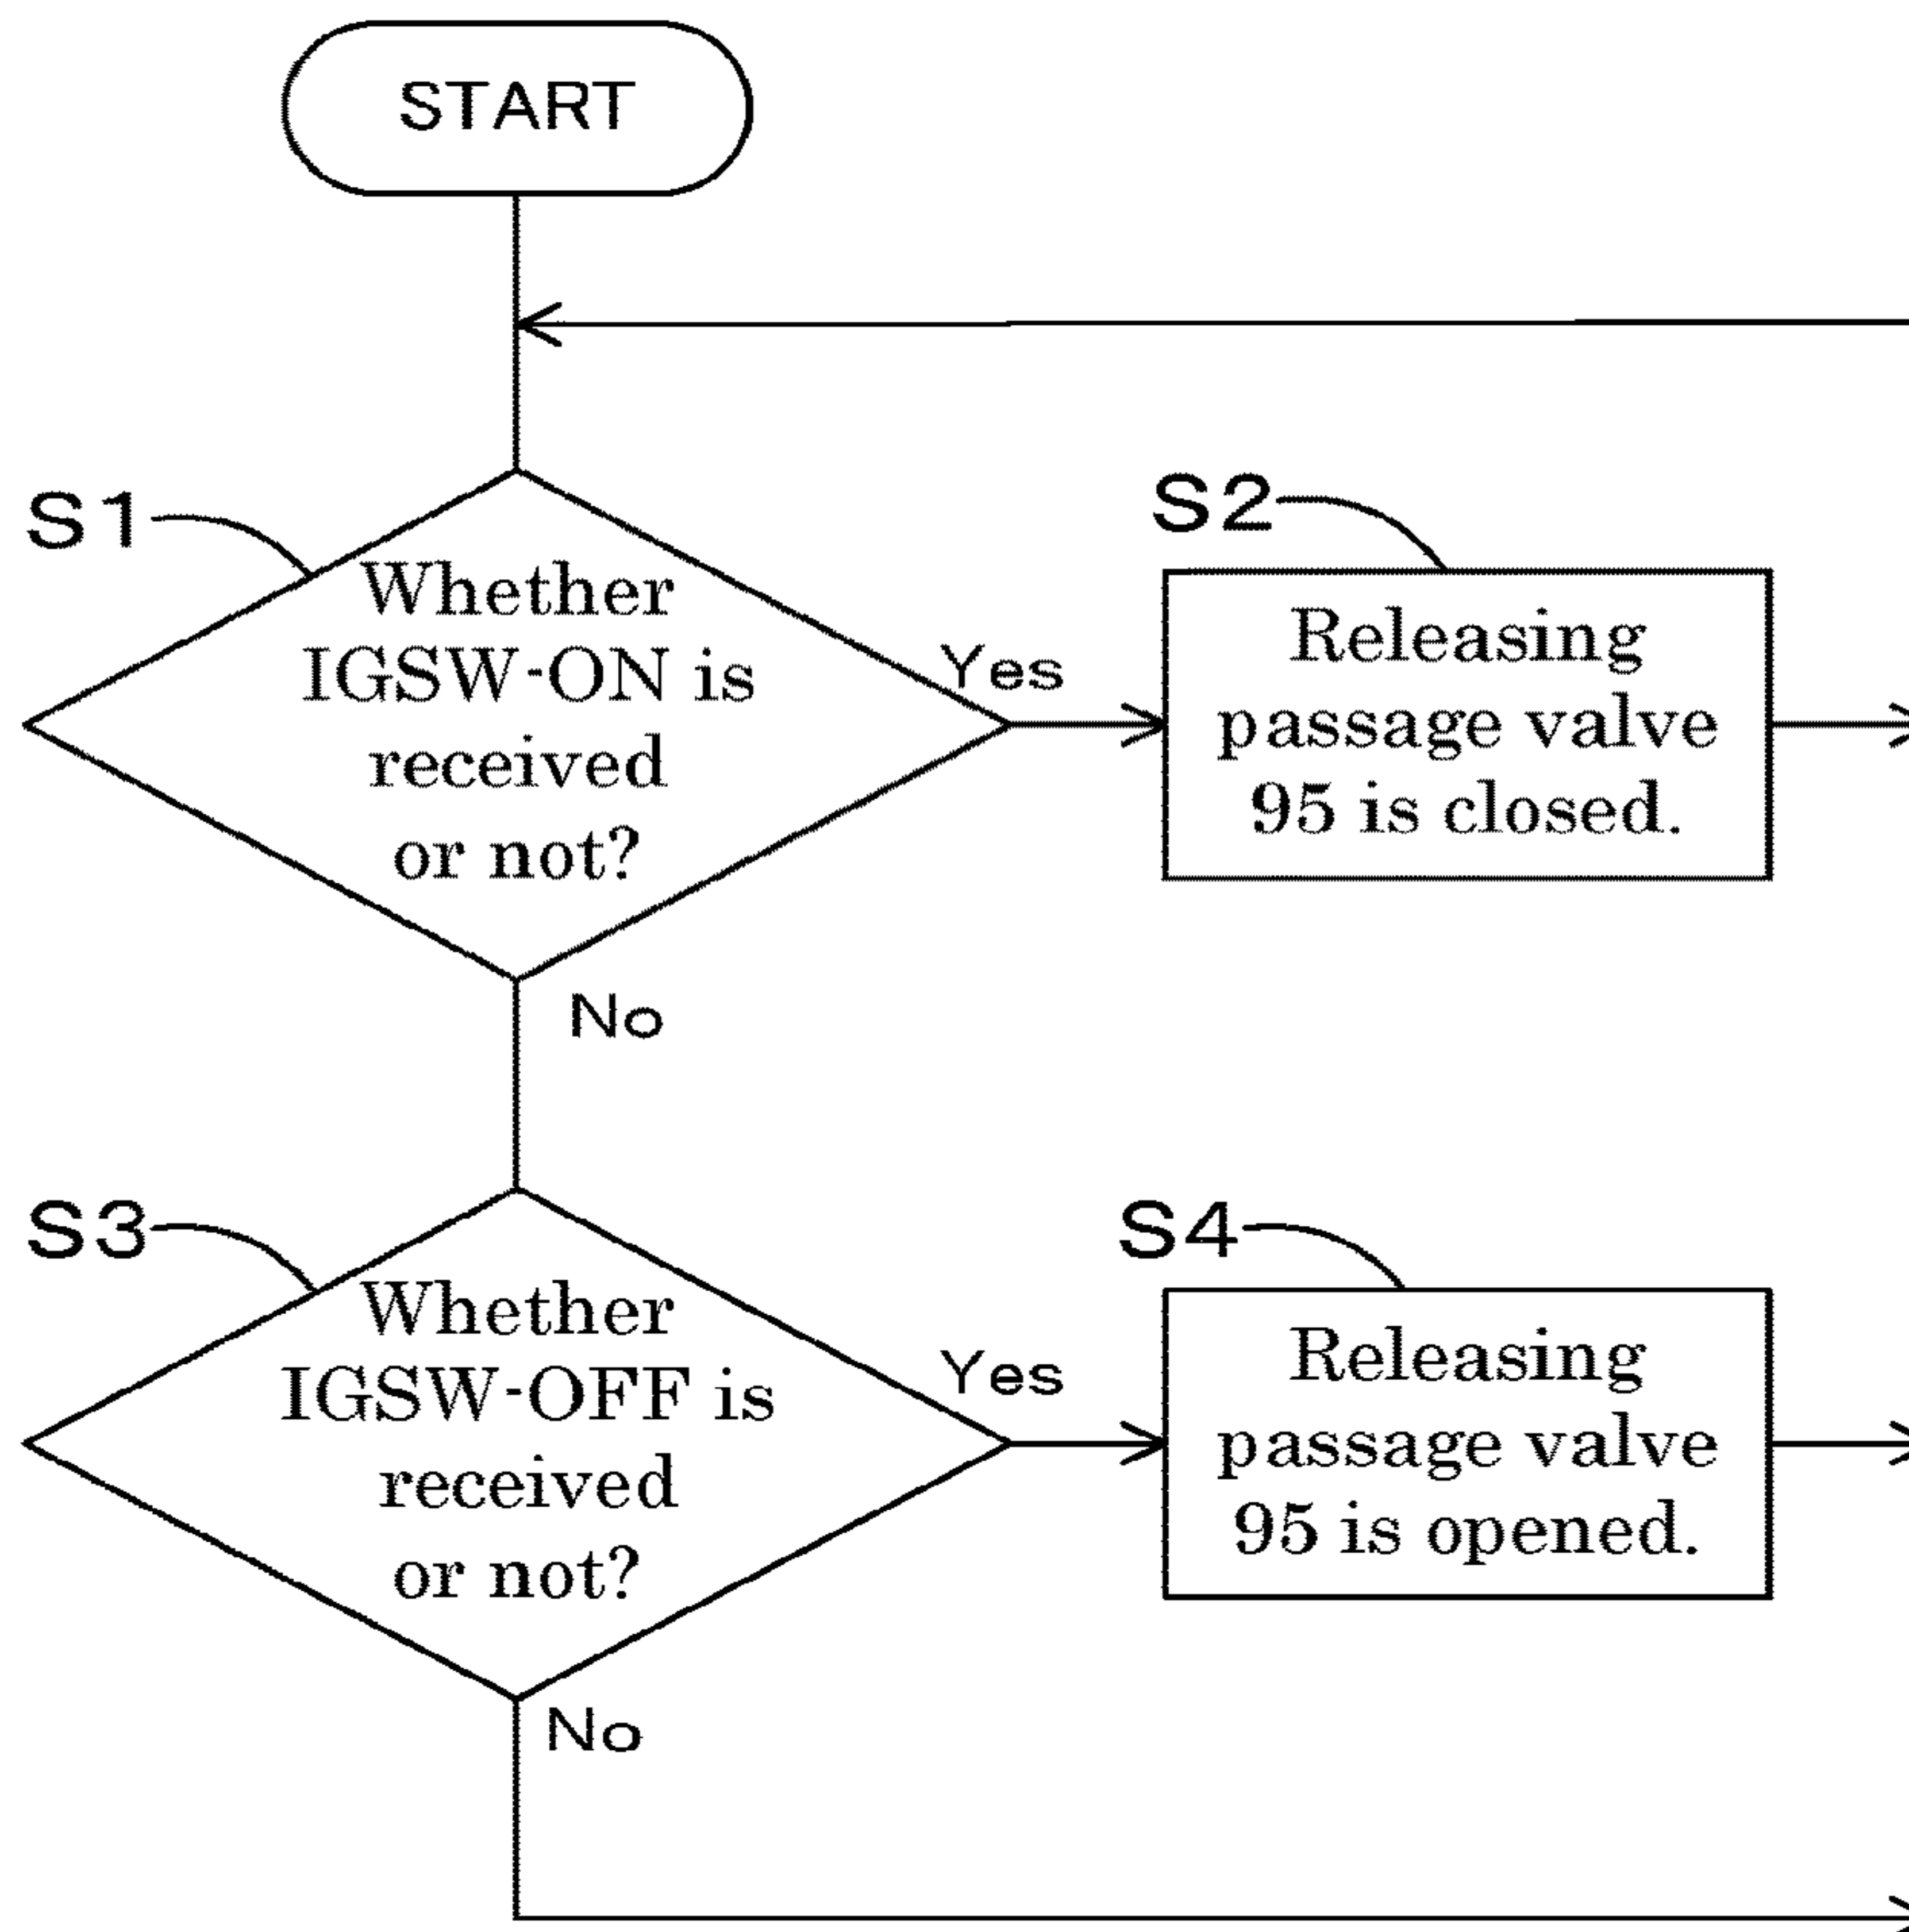 START
S1
Whether
IGSW-ON is
received
or not?
Yes
S2
Releasing
passage valve
95 is closed.
No
S3
Whether
IGSW-OFF is
received
or not?
Yes
S4
Releasing
passage valve
95 is opened.
No